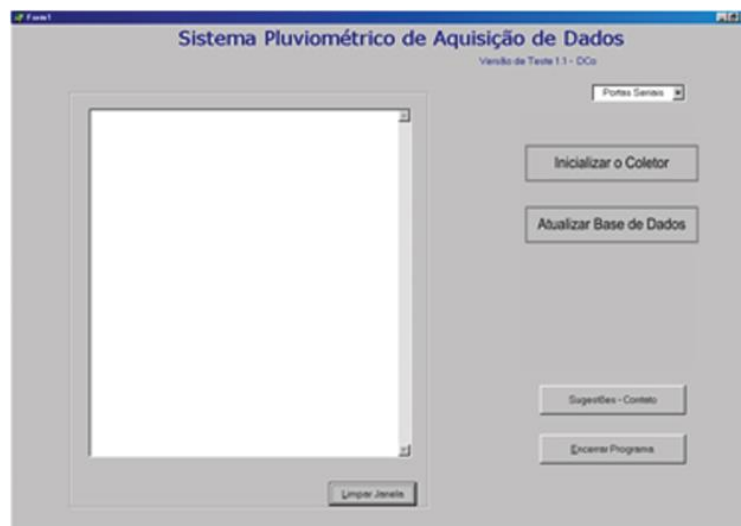 Form1
Sistema Pluviométrico de Aquisição de Dados
Versão de Teste 1.1 - DCo
Portas Seriais
Inicializar o Coletor
Atualizar Base de Dados
Sugestões - Contato
Encerrar Programa
Limpar Janela